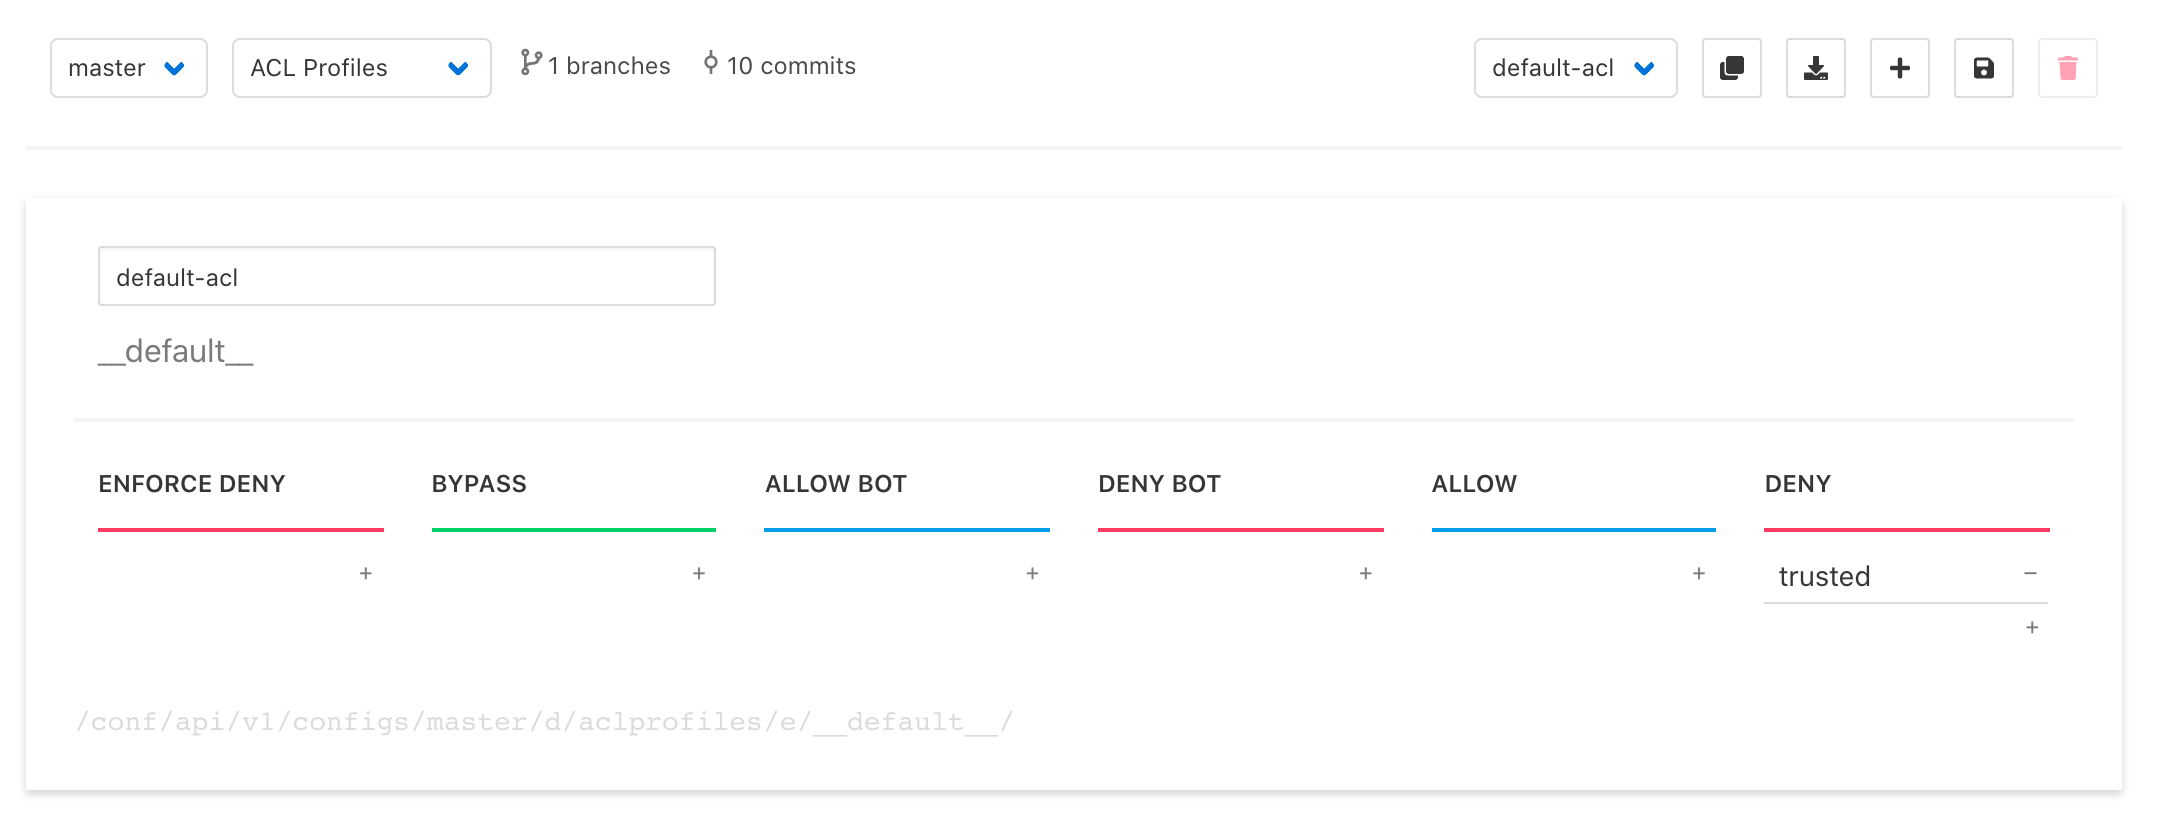 master ACL Profiles 1 branches 10 commits default-acl
default-acl
__default__
ENFORCE DENY BYPASS ALLOW BOT DENY BOT ALLOW DENY
+ + + + + trusted −
+
/conf/api/v1/configs/master/d/aclprofiles/e/__default__/